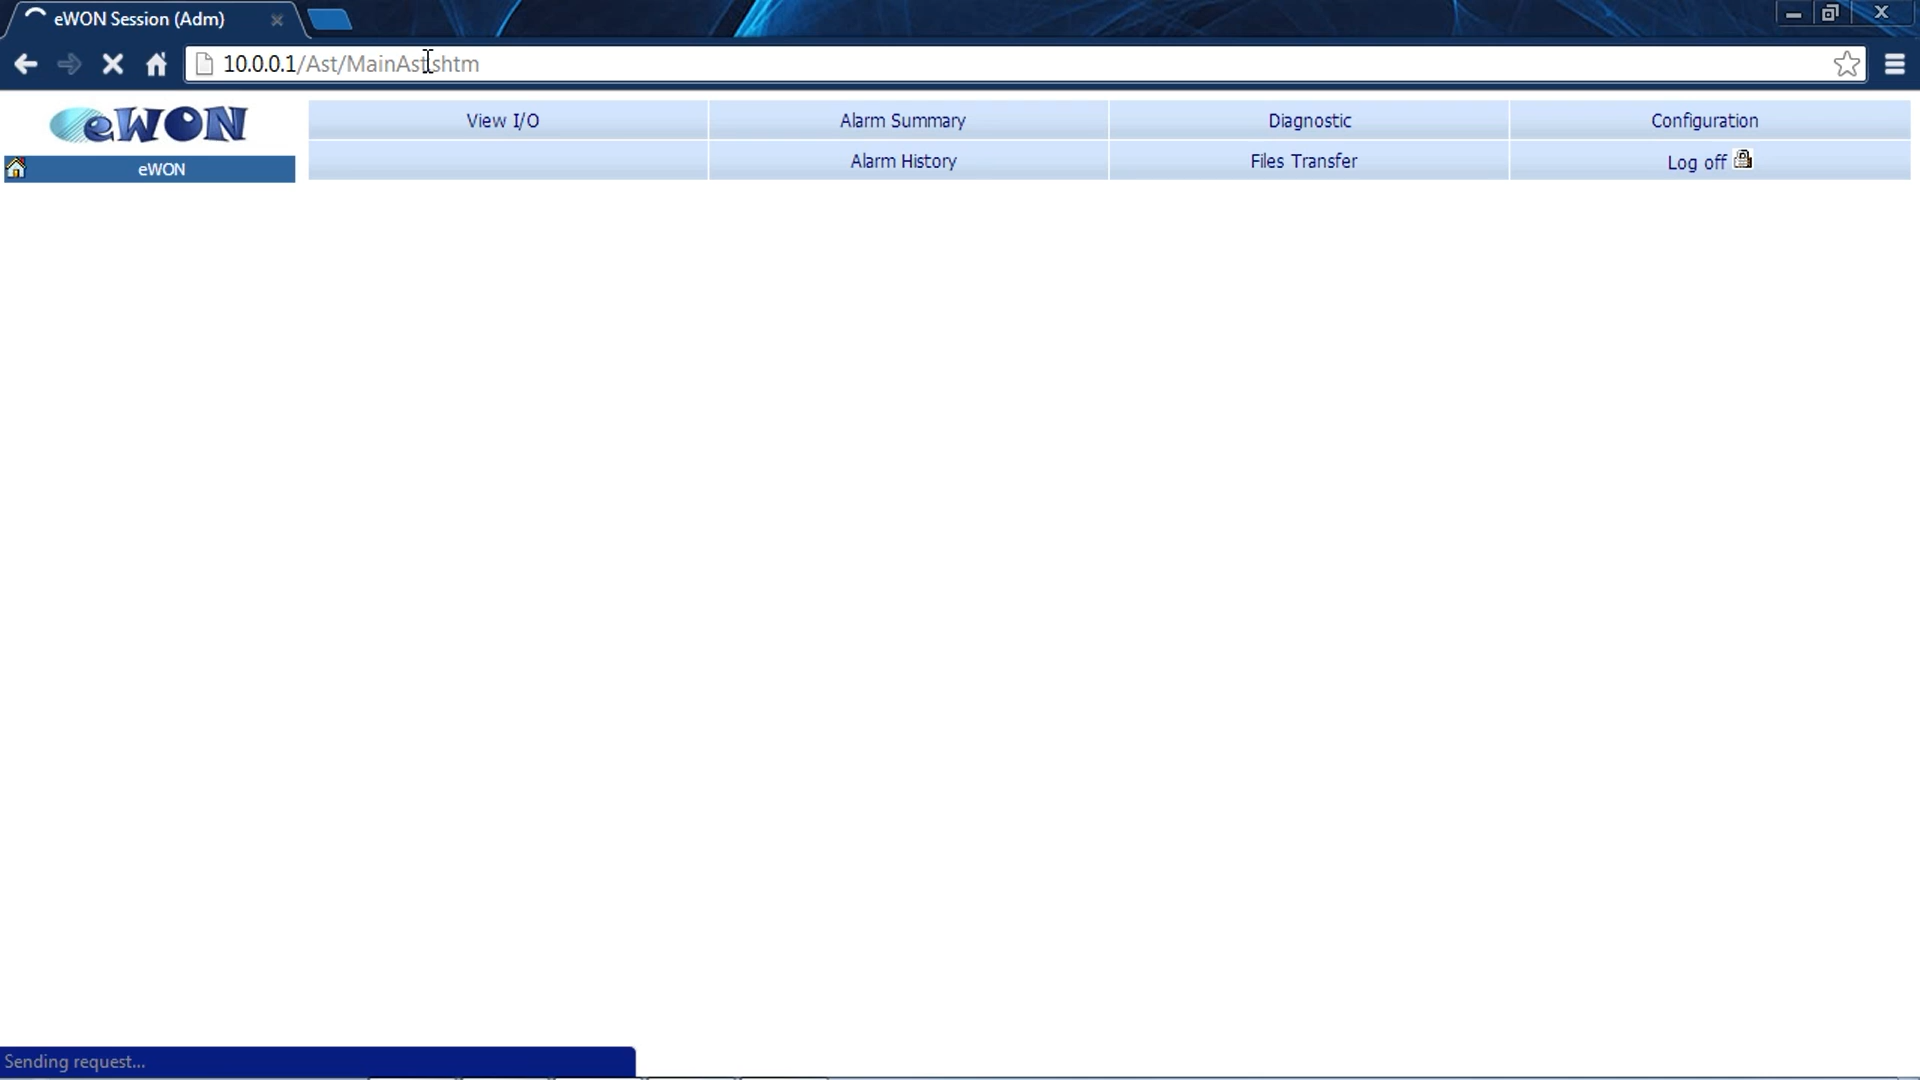 eWON Session (Adm)
10.0.0.1/Ast/MainAst.shtm
eWON
View I/O
Alarm Summary
Diagnostic
Configuration
eWON
Alarm History
Files Transfer
Log off
Sending request...